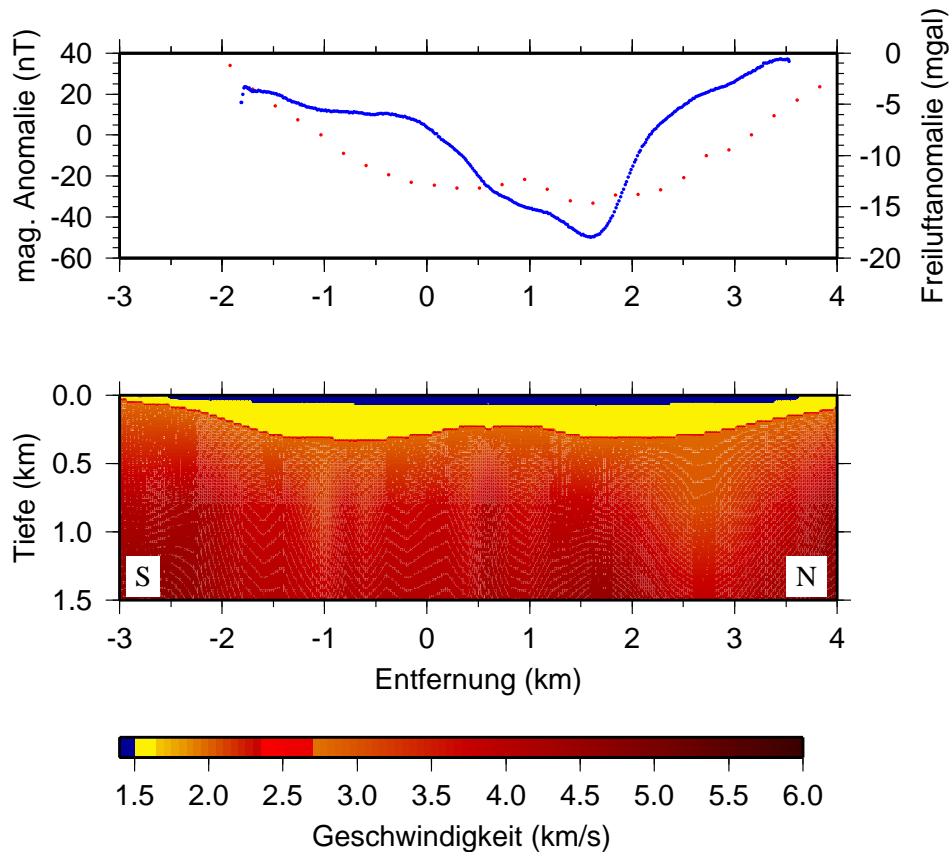 mag. Anomalie (nT)
40
20
0
-20
-40
-60
0
-5
-10
-15
-20
Freiluftanomalie (mgal)
-3 -2 -1 0 1 2 3 4
Tiefe (km)
0.0
0.5
1.0
1.5
S
N
-3 -2 -1 0 1 2 3 4
Entfernung (km)
1.5 2.0 2.5 3.0 3.5 4.0 4.5 5.0 5.5 6.0
Geschwindigkeit (km/s)